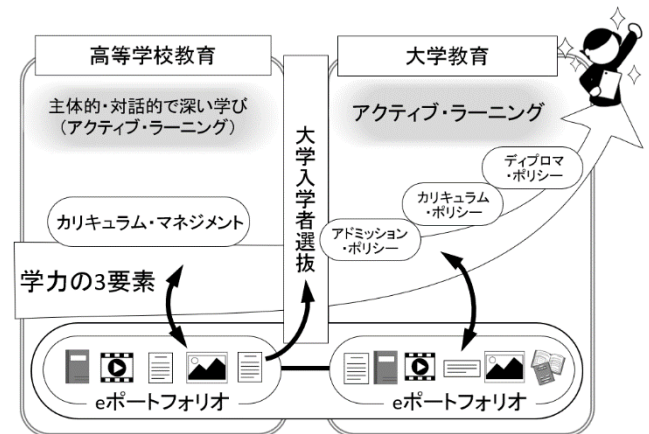 高等学校教育
主体的・対話的で深い学び
（アクティブ・ラーニング）
カリキュラム・マネジメント
学力の3要素
eポートフォリオ
大学入学者選抜
大学教育
アクティブ・ラーニング
ディプロマ
・ポリシー
カリキュラム
・ポリシー
アドミッション
・ポリシー
eポートフォリオ